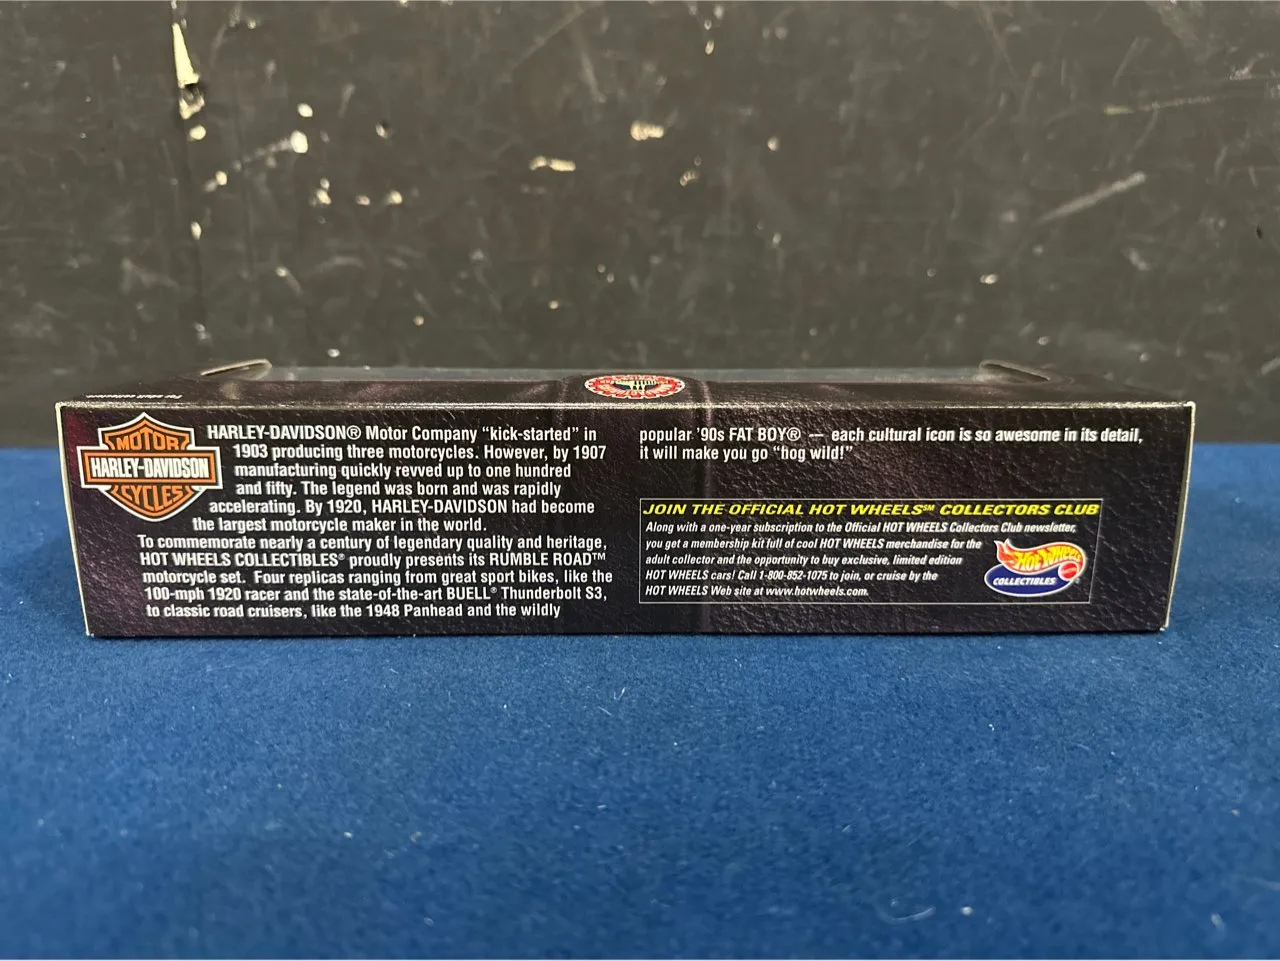 For adult collectors
MOTOR
HARLEY-DAVIDSON
CYCLES
HARLEY-DAVIDSON® Motor Company “kick-started” in
1903 producing three motorcycles. However, by 1907
manufacturing quickly revved up to one hundred
and fifty. The legend was born and was rapidly
accelerating. By 1920, HARLEY-DAVIDSON had become
the largest motorcycle maker in the world.
To commemorate nearly a century of legendary quality and heritage,
HOT WHEELS COLLECTIBLES® proudly presents its RUMBLE ROAD™
motorcycle set. Four replicas ranging from great sport bikes, like the
100-mph 1920 racer and the state-of-the-art BUELL® Thunderbolt S3,
to classic road cruisers, like the 1948 Panhead and the wildly
popular '90s FAT BOY® — each cultural icon is so awesome in its detail,
it will make you go “hog wild!”
JOIN THE OFFICIAL HOT WHEELS℠ COLLECTORS CLUB
Along with a one-year subscription to the Official HOT WHEELS Collectors Club newsletter,
you get a membership kit full of cool HOT WHEELS merchandise for the
adult collector and the opportunity to buy exclusive, limited edition
HOT WHEELS cars! Call 1-800-852-1075 to join, or cruise by the
HOT WHEELS Web site at www.hotwheels.com.
Hot Wheels
COLLECTIBLES